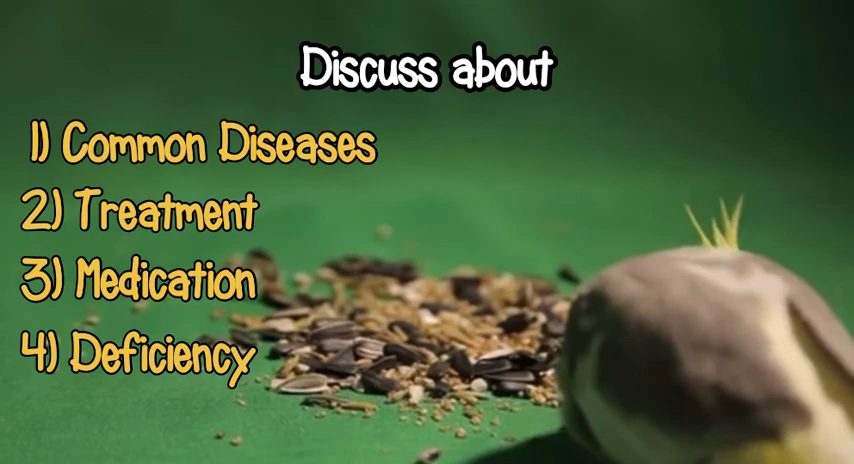 Discuss about
1) Common Diseases
2) Treatment
3) Medication
4) Deficiency